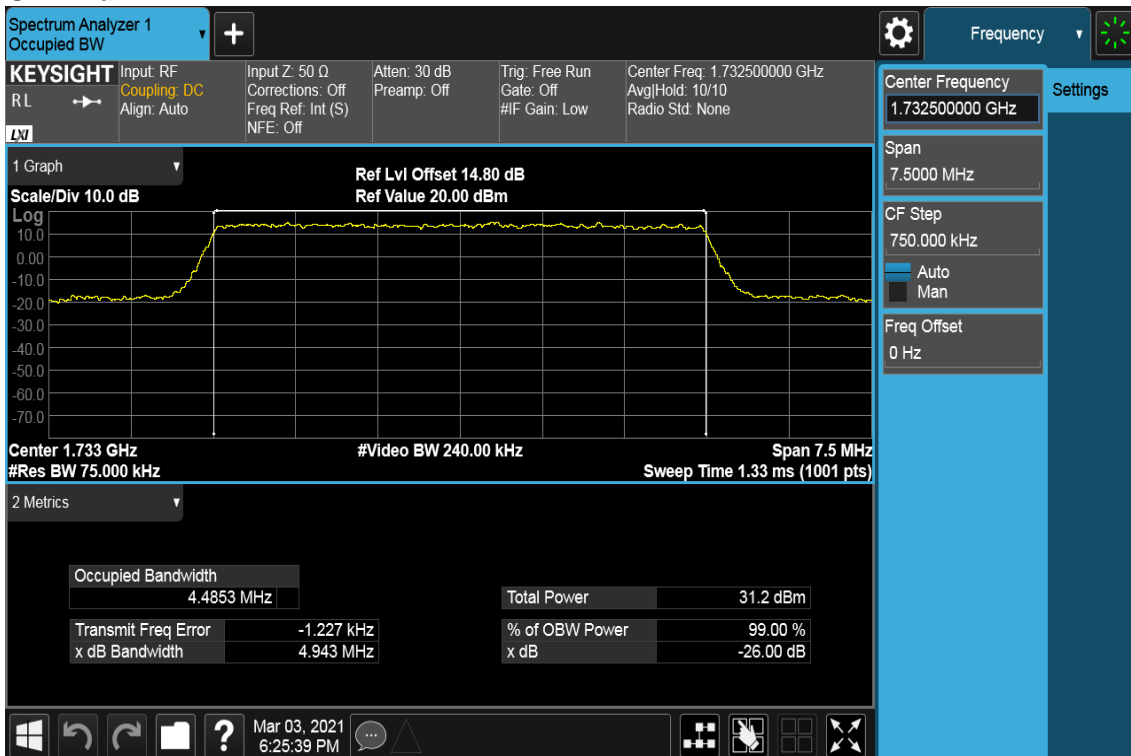 Spectrum Analyzer 1
Occupied BW
+
Frequency
KEYSIGHT
R L
LXI
Input: RF
Coupling: DC
Align: Auto
Input Z: 50 Ω
Corrections: Off
Freq Ref: Int (S)
NFE: Off
Atten: 30 dB
Preamp: Off
Trig: Free Run
Gate: Off
#IF Gain: Low
Center Freq: 1.732500000 GHz
Avg|Hold: 10/10
Radio Std: None
Center Frequency
1.732500000 GHz
Settings
Span
7.5000 MHz
CF Step
750.000 kHz
Auto
Man
Freq Offset
0 Hz
1 Graph
Scale/Div 10.0 dB
Ref Lvl Offset 14.80 dB
Ref Value 20.00 dBm
Log
10.0
0.00
-10.0
-20.0
-30.0
-40.0
-50.0
-60.0
-70.0
Center 1.733 GHz
#Video BW 240.00 kHz
Span 7.5 MHz
#Res BW 75.000 kHz
Sweep Time 1.33 ms (1001 pts)
2 Metrics
Occupied Bandwidth
4.4853 MHz
Total Power 31.2 dBm
Transmit Freq Error -1.227 kHz
% of OBW Power 99.00 %
x dB Bandwidth 4.943 MHz
x dB -26.00 dB
?
Mar 03, 2021
6:25:39 PM